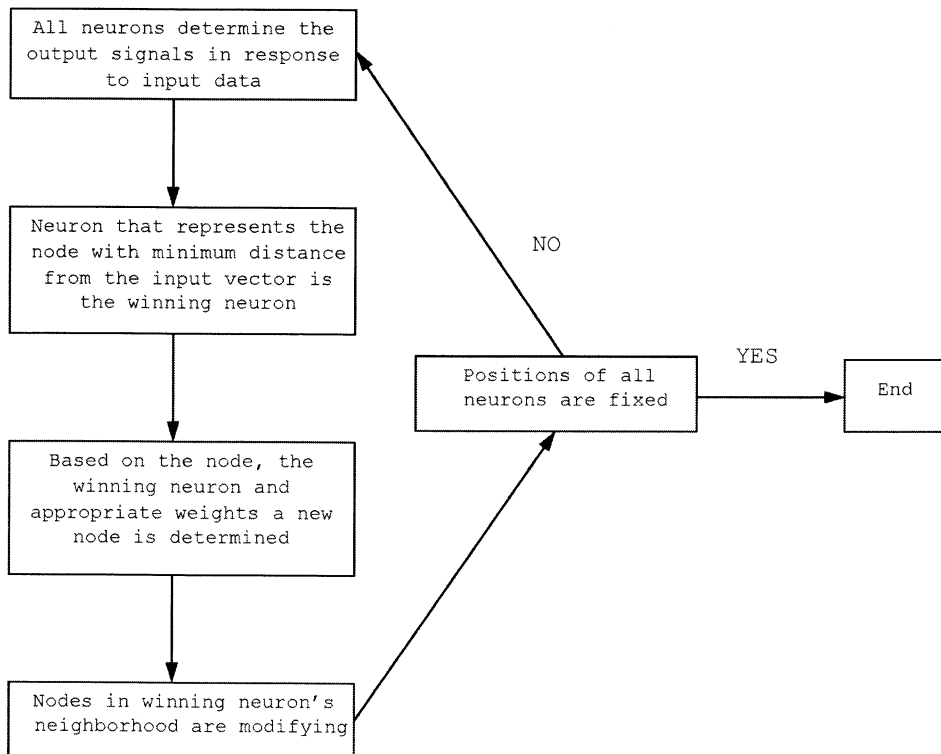 All neurons determine the
output signals in response
to input data
Neuron that represents the
node with minimum distance
from the input vector is
the winning neuron
Based on the node, the
winning neuron and
appropriate weights a new
node is determined
Nodes in winning neuron's
neighborhood are modifying
Positions of all
neurons are fixed
NO
YES
End